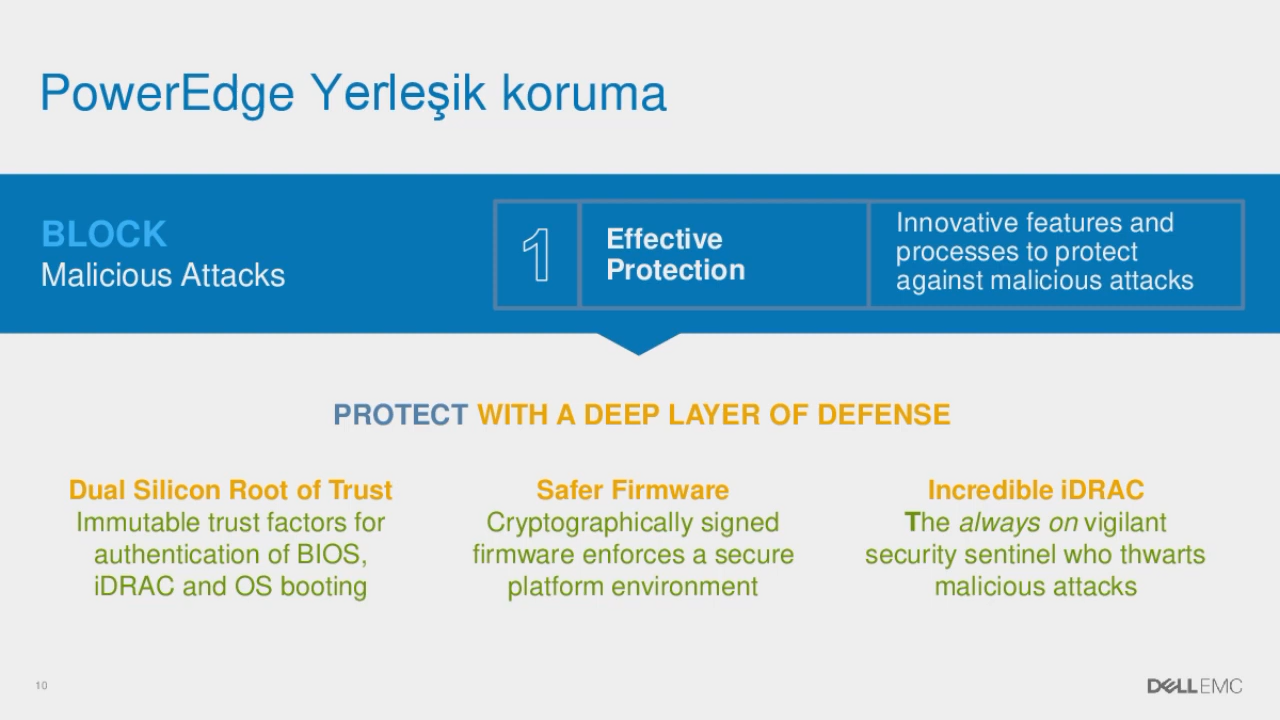 PowerEdge Yerleşik koruma
BLOCK
Malicious Attacks
1
Effective
Protection
Innovative features and
processes to protect
against malicious attacks
PROTECT WITH A DEEP LAYER OF DEFENSE
Dual Silicon Root of Trust
Immutable trust factors for
authentication of BIOS,
iDRAC and OS booting
Safer Firmware
Cryptographically signed
firmware enforces a secure
platform environment
Incredible iDRAC
The always on vigilant
security sentinel who thwarts
malicious attacks
10
DELL EMC